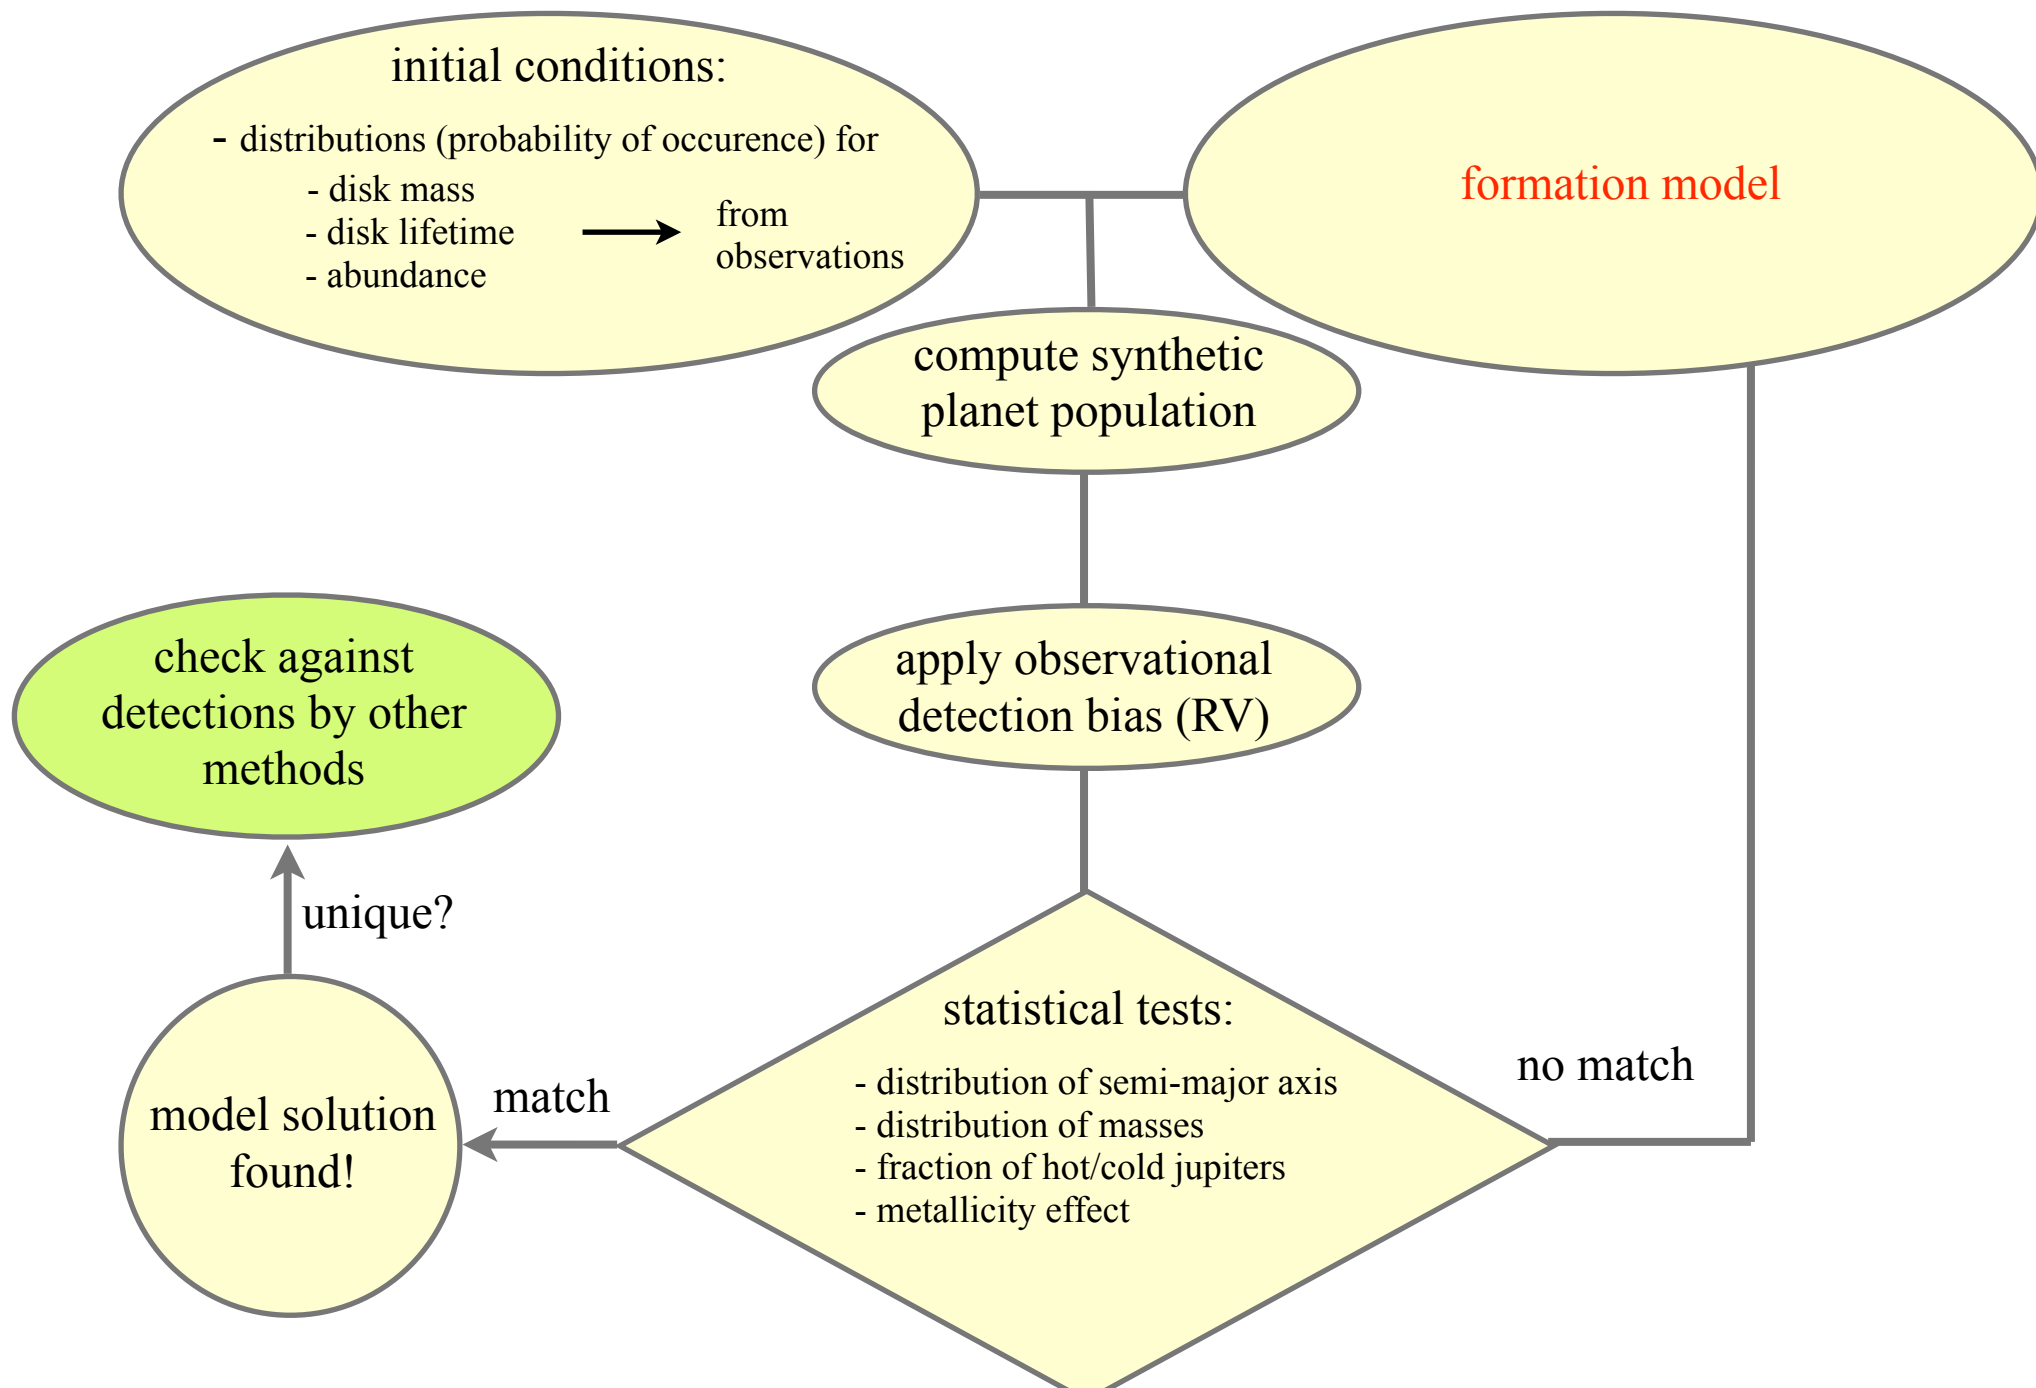 initial conditions:
- distributions (probability of occurence) for
- disk mass
- disk lifetime
- abundance
from
observations
formation model
compute synthetic
planet population
apply observational
detection bias (RV)
check against
detections by other
methods
unique?
statistical tests:
- distribution of semi-major axis
- distribution of masses
- fraction of hot/cold jupiters
- metallicity effect
no match
match
model solution
found!